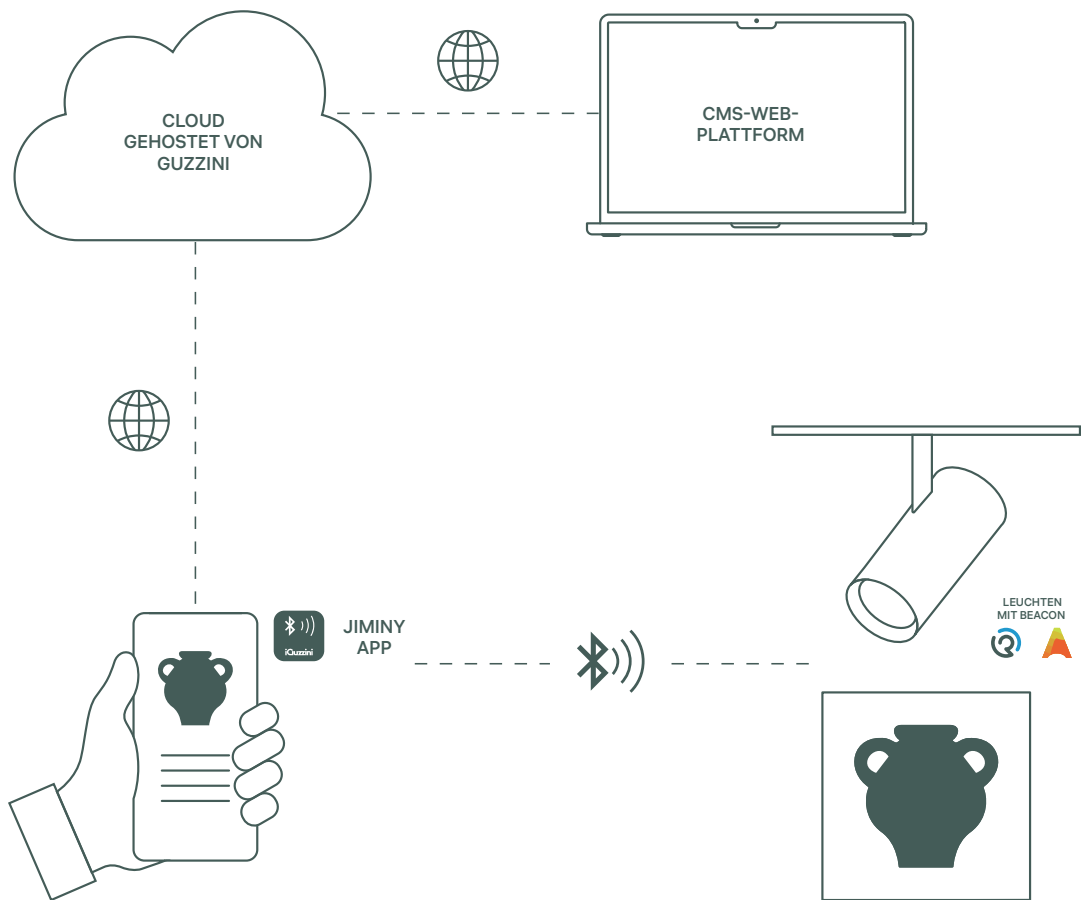 CLOUD
GEHOSTET VON
GUZZINI
CMS-WEB-
PLATTFORM
LEUCHTEN
MIT BEACON
iGuzzini
JIMINY
APP